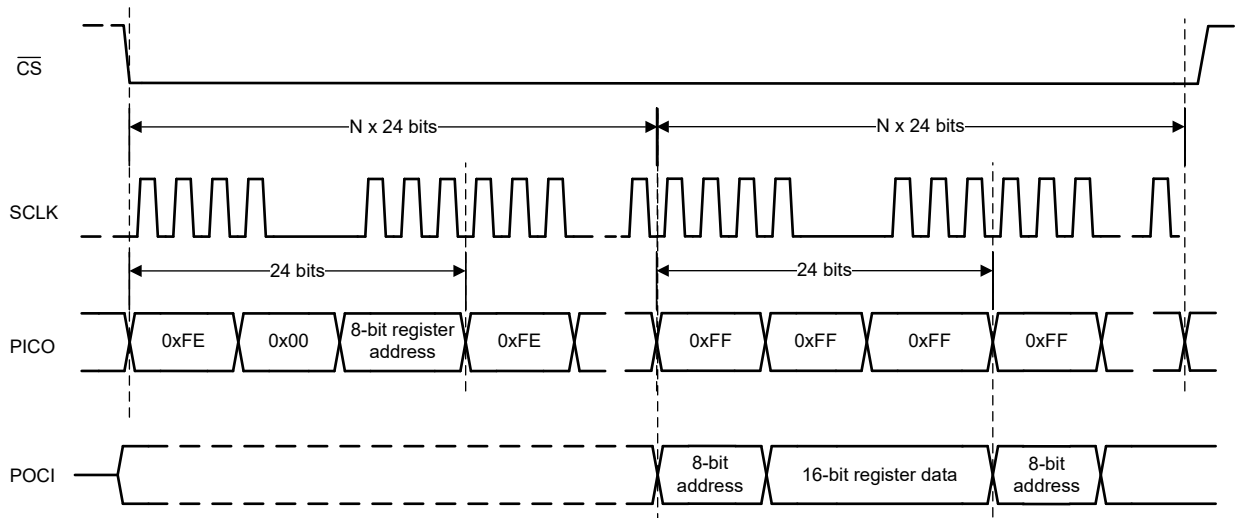 CS
N x 24 bits
N x 24 bits
SCLK
24 bits
24 bits
PICO
0xFE
0x00
8-bit register
address
0xFE
0xFF
0xFF
0xFF
0xFF
POCI
8-bit
address
16-bit register data
8-bit
address